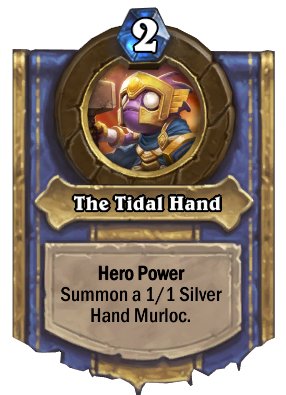 2
The Tidal Hand
Hero Power
Summon a 1/1 Silver
Hand Murloc.